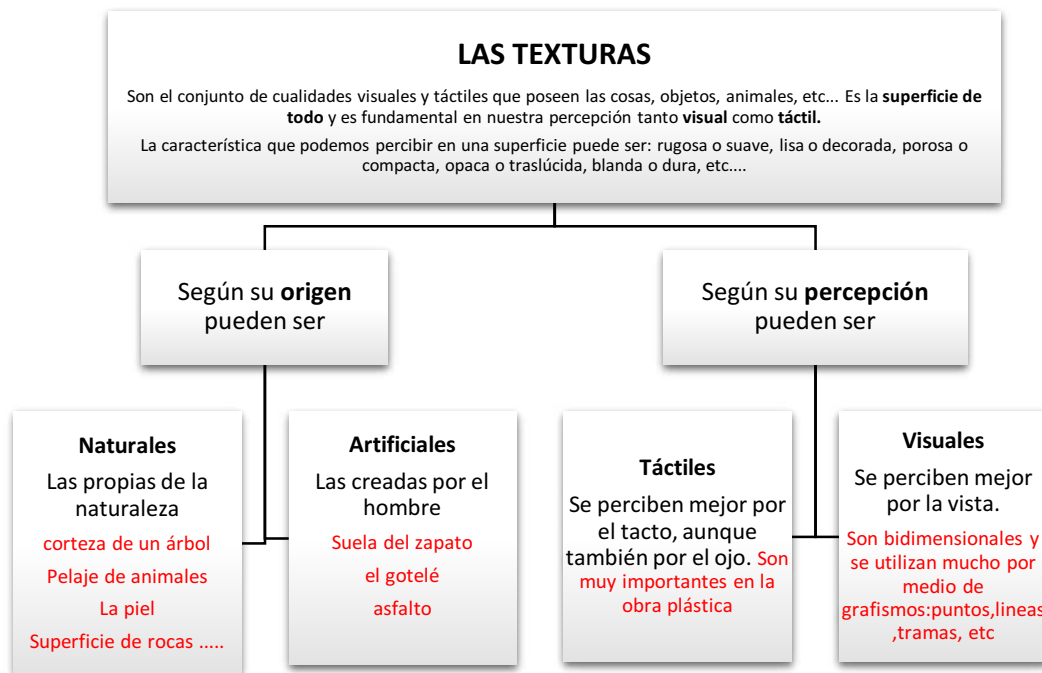 LAS TEXTURAS
Son el conjunto de cualidades visuales y táctiles que poseen las cosas, objetos, animales, etc... Es la superficie de
todo y es fundamental en nuestra percepción tanto visual como táctil.
La característica que podemos percibir en una superficie puede ser: rugosa o suave, lisa o decorada, porosa o
compacta, opaca o traslúcida, blanda o dura, etc....
Según su origen
pueden ser
Según su percepción
pueden ser
Naturales
Las propias de la
naturaleza
corteza de un árbol
Pelaje de animales
La piel
Superficie de rocas .....
Artificiales
Las creadas por el
hombre
Suela del zapato
el gotelé
asfalto
Táctiles
Se perciben mejor por
el tacto, aunque
también por el ojo. Son
muy importantes en la
obra plástica
Visuales
Se perciben mejor
por la vista.
Son bidimensionales y
se utilizan mucho por
medio de
grafismos:puntos,lineas
,tramas, etc